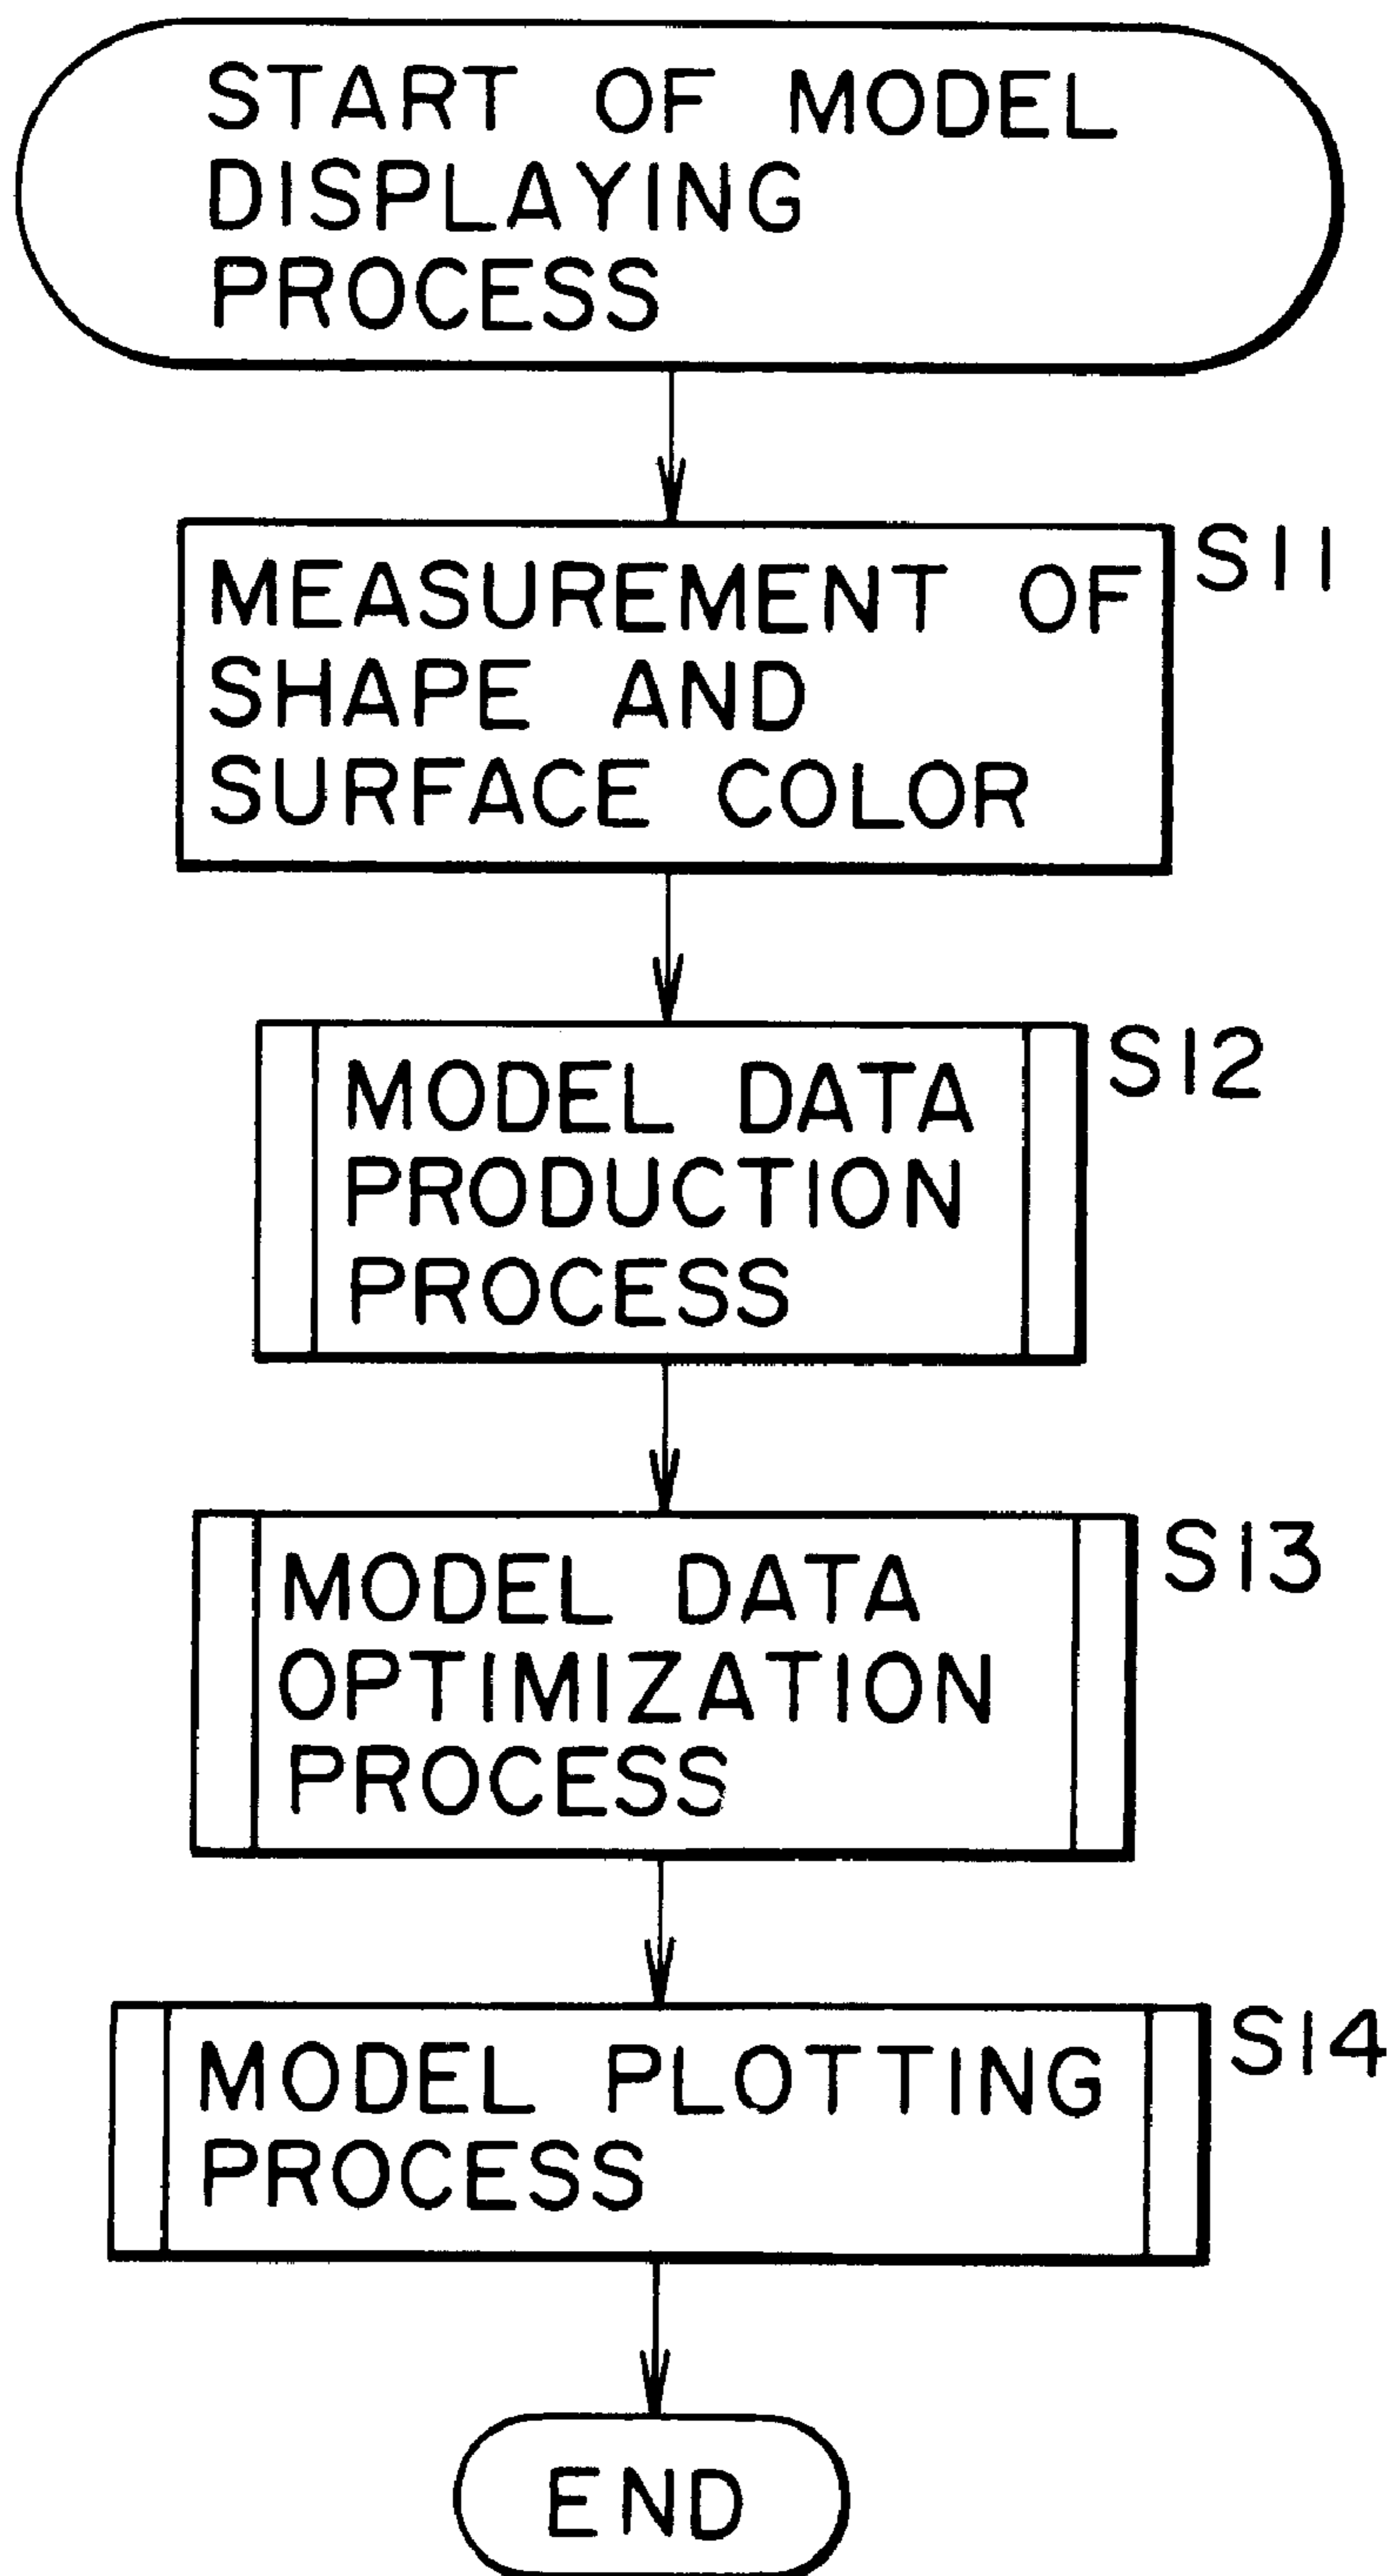 START OF MODEL
DISPLAYING
PROCESS
MEASUREMENT OF
SHAPE AND
SURFACE COLOR
S11
MODEL DATA
PRODUCTION
PROCESS
S12
MODEL DATA
OPTIMIZATION
PROCESS
S13
MODEL PLOTTING
PROCESS
S14
END